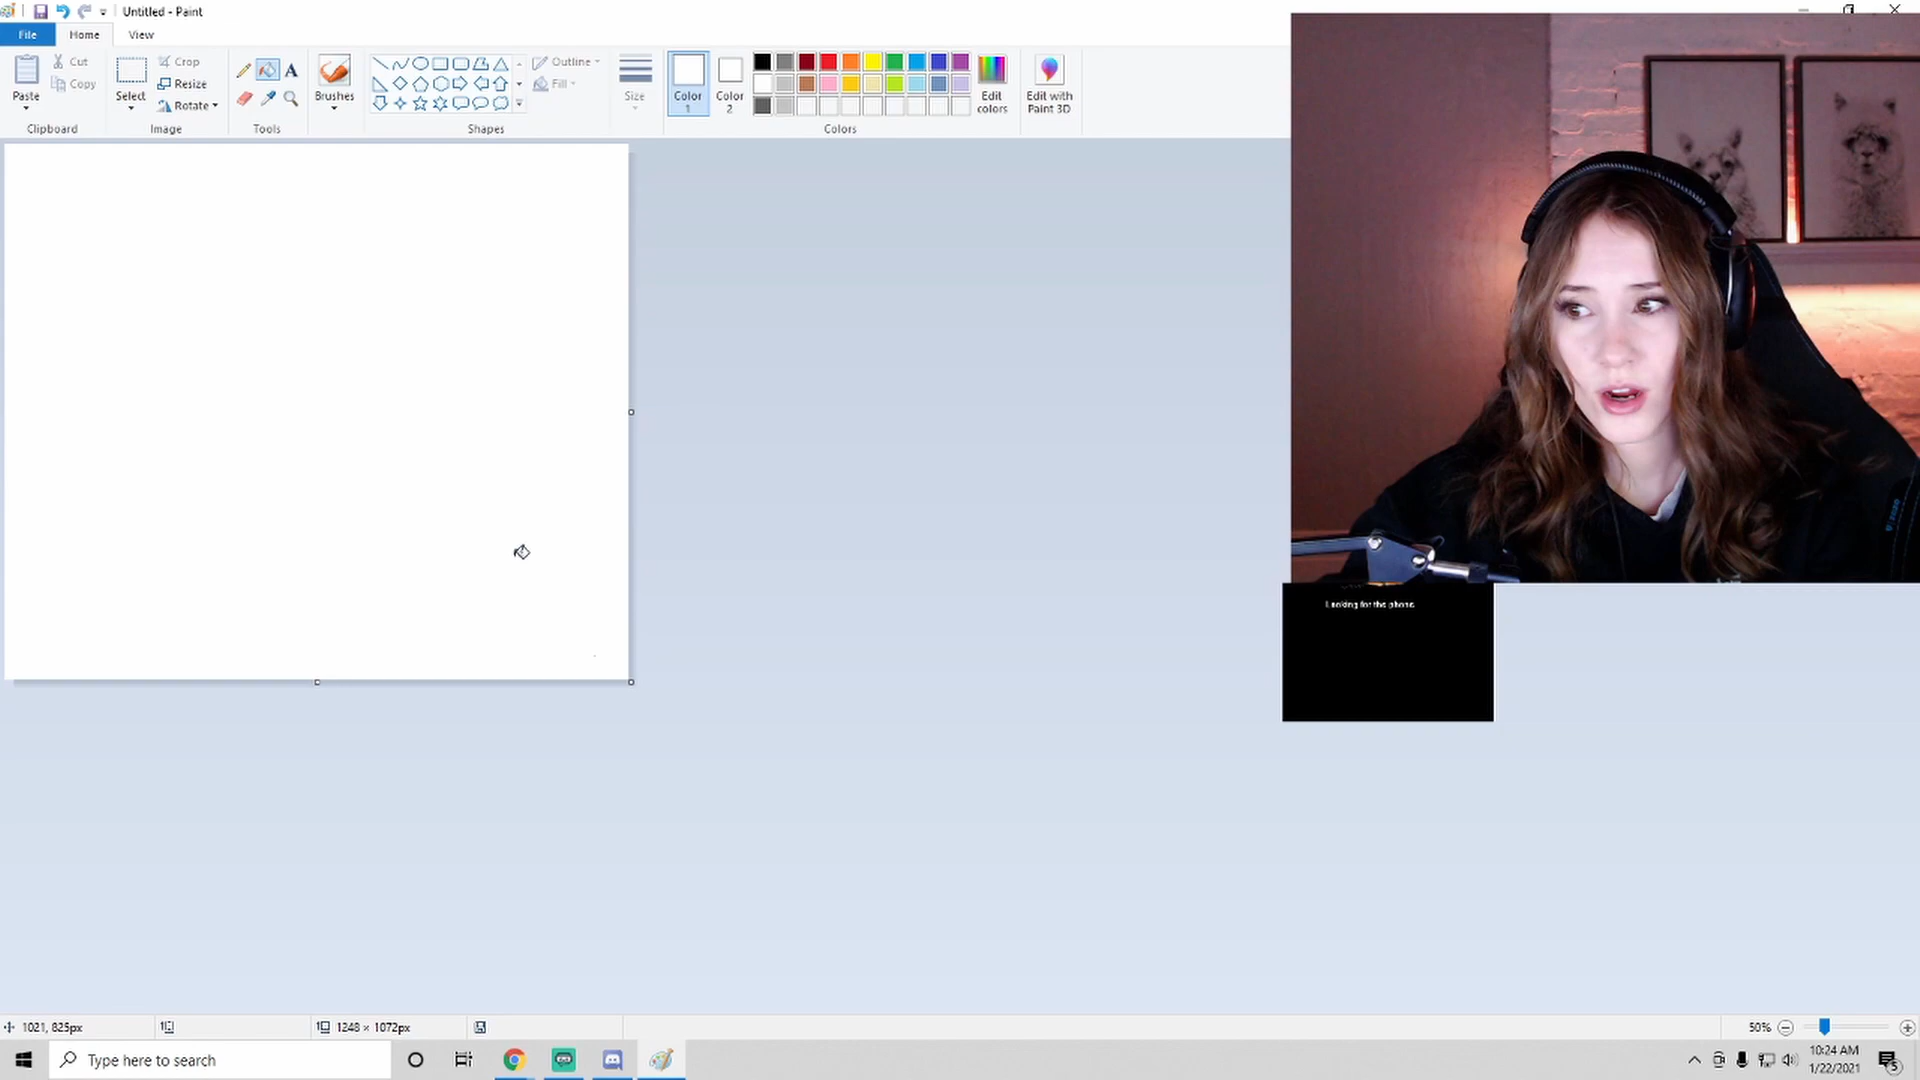 Untitled - Paint
File
Home
View
Paste
Cut
Copy
Clipboard
Select
Crop
Resize
Rotate
Image
A
Tools
Brushes
Outline
Fill
Shapes
Size
Color
1
Color
2
Colors
Edit
colors
Edit with
Paint 3D
Looking for the phone
1021, 825px
1248 × 1072px
50%
Type here to search
10:24 AM
1/22/2021
5